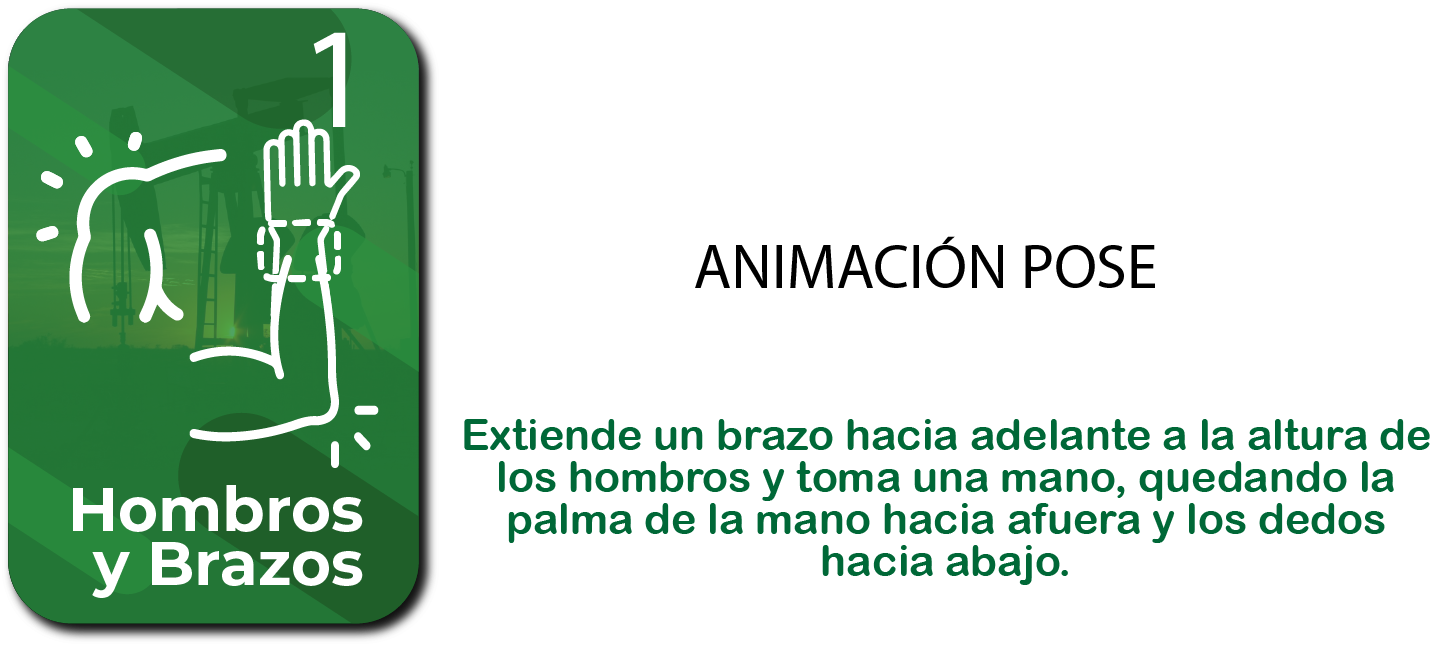 1
Hombros
y Brazos
ANIMACIÓN POSE
Extiende un brazo hacia adelante a la altura de
los hombros y toma una mano, quedando la
palma de la mano hacia afuera y los dedos
hacia abajo.